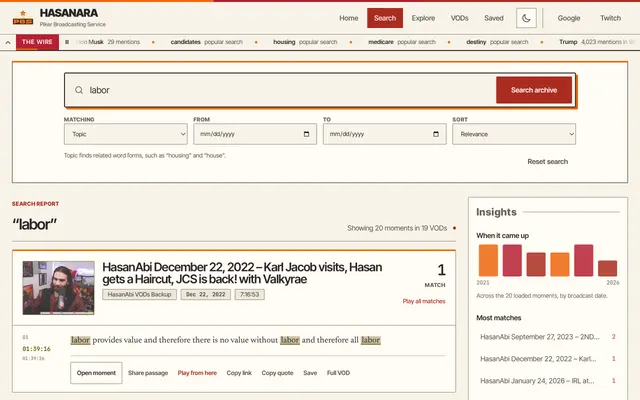 PBS
HASANARA
Piker Broadcasting Service
Home
Search
Explore
VODs
Saved
Google
Twitch
THE WIRE
Musk 29 mentions
candidates popular search
housing popular search
medicare popular search
destiny popular search
Trump 4,023 mentions in
labor
Search archive
MATCHING
FROM
TO
SORT
Topic
mm/dd/yyyy
mm/dd/yyyy
Relevance
Topic finds related word forms, such as "housing" and "house".
Reset search
SEARCH REPORT
“labor”
Showing 20 moments in 19 VODs
HasanAbi December 22, 2022 – Karl Jacob visits, Hasan
gets a Haircut, JCS is back! with Valkyrae
HasanAbi VODs Backup
Dec 22, 2022
7:16:53
1
MATCH
Play all matches
01
01:39:16
01:39:16
labor provides value and therefore there is no value without labor and therefore all labor
Open moment
Share passage
Play from here
Copy link
Copy quote
Save
Full VOD
Insights
When it came up
2021
2026
Across the 20 loaded moments, by broadcast date.
Most matches
HasanAbi September 27, 2023 – 2ND... 2
HasanAbi December 22, 2022 – Karl... 1
HasanAbi January 24, 2026 – IRL at... 1